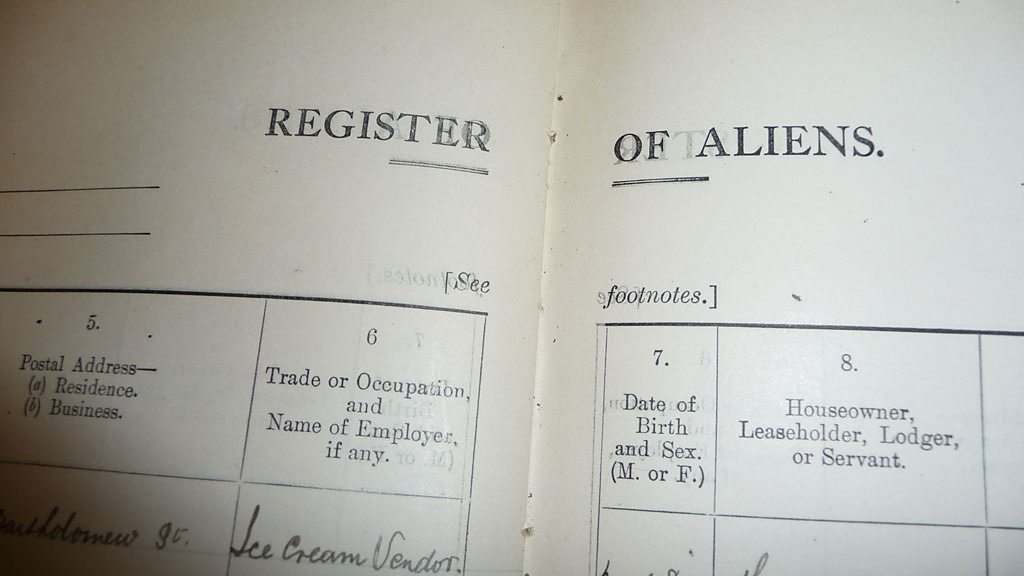 REGISTER OF ALIENS.
[See footnotes.]
5.
Postal Address—
(a) Residence.
(b) Business.
6
Trade or Occupation,
and
Name of Employer,
if any.
7.
Date of
Birth
and Sex.
(M. or F.)
8.
Houseowner,
Leaseholder, Lodger,
or Servant.
Bartholomew St.
Ice Cream Vendor.